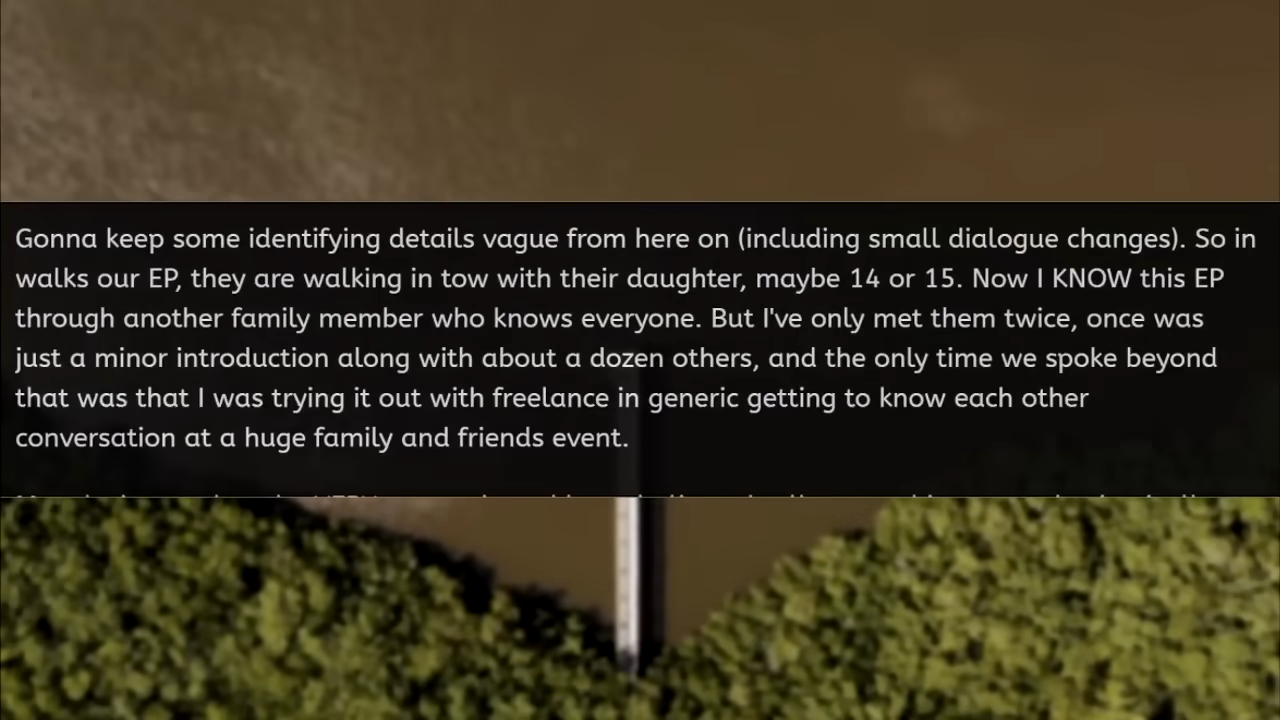 Gonna keep some identifying details vague from here on (including small dialogue changes). So in
walks our EP, they are walking in tow with their daughter, maybe 14 or 15. Now I KNOW this EP
through another family member who knows everyone. But I've only met them twice, once was
just a minor introduction along with about a dozen others, and the only time we spoke beyond
that was that I was trying it out with freelance in generic getting to know each other
conversation at a huge family and friends event.